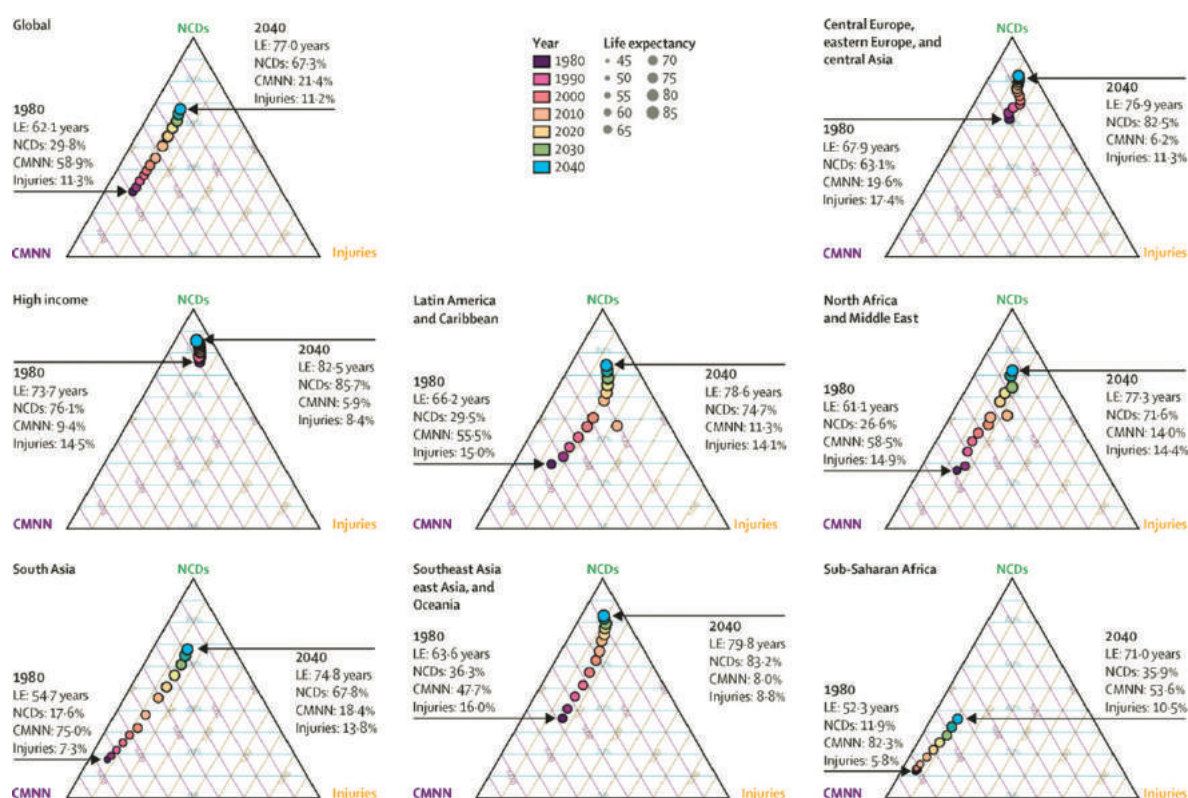 Global
NCDs
2040
LE: 77·0 years
NCDs: 67·3%
CMNN: 21·4%
Injuries: 11·2%
1980
LE: 62·1 years
NCDs: 29·8%
CMNN: 58·9%
Injuries: 11·3%
CMNN
Injuries
Year
1980
1990
2000
2010
2020
2030
2040
Life expectancy
45
50
55
60
65
70
75
80
85
Central Europe,
eastern Europe, and
central Asia
NCDs
2040
LE: 76·9 years
NCDs: 82·5%
CMNN: 6·2%
Injuries: 11·3%
1980
LE: 67·9 years
NCDs: 63·1%
CMNN: 19·6%
Injuries: 17·4%
CMNN
Injuries
High income
NCDs
1980
LE: 73·7 years
NCDs: 76·1%
CMNN: 9·4%
Injuries: 14·5%
2040
LE: 82·5 years
NCDs: 85·7%
CMNN: 5·9%
Injuries: 8·4%
CMNN
Injuries
Latin America
and Caribbean
NCDs
1980
LE: 66·2 years
NCDs: 29·5%
CMNN: 55·5%
Injuries: 15·0%
2040
LE: 78·6 years
NCDs: 74·7%
CMNN: 11·3%
Injuries: 14·1%
CMNN
Injuries
North Africa
and Middle East
NCDs
1980
LE: 61·1 years
NCDs: 26·6%
CMNN: 58·5%
Injuries: 14·9%
2040
LE: 77·3 years
NCDs: 71·6%
CMNN: 14·0%
Injuries: 14·4%
CMNN
Injuries
South Asia
NCDs
1980
LE: 54·7 years
NCDs: 17·6%
CMNN: 75·0%
Injuries: 7·3%
2040
LE: 74·8 years
NCDs: 67·8%
CMNN: 18·4%
Injuries: 13·8%
CMNN
Injuries
Southeast Asia
east Asia, and
Oceania
NCDs
1980
LE: 63·6 years
NCDs: 36·3%
CMNN: 47·7%
Injuries: 16·0%
2040
LE: 79·8 years
NCDs: 83·2%
CMNN: 8·0%
Injuries: 8·8%
CMNN
Injuries
Sub-Saharan Africa
NCDs
1980
LE: 52·3 years
NCDs: 11·9%
CMNN: 82·3%
Injuries: 5·8%
2040
LE: 71·0 years
NCDs: 35·9%
CMNN: 53·6%
Injuries: 10·5%
CMNN
Injuries